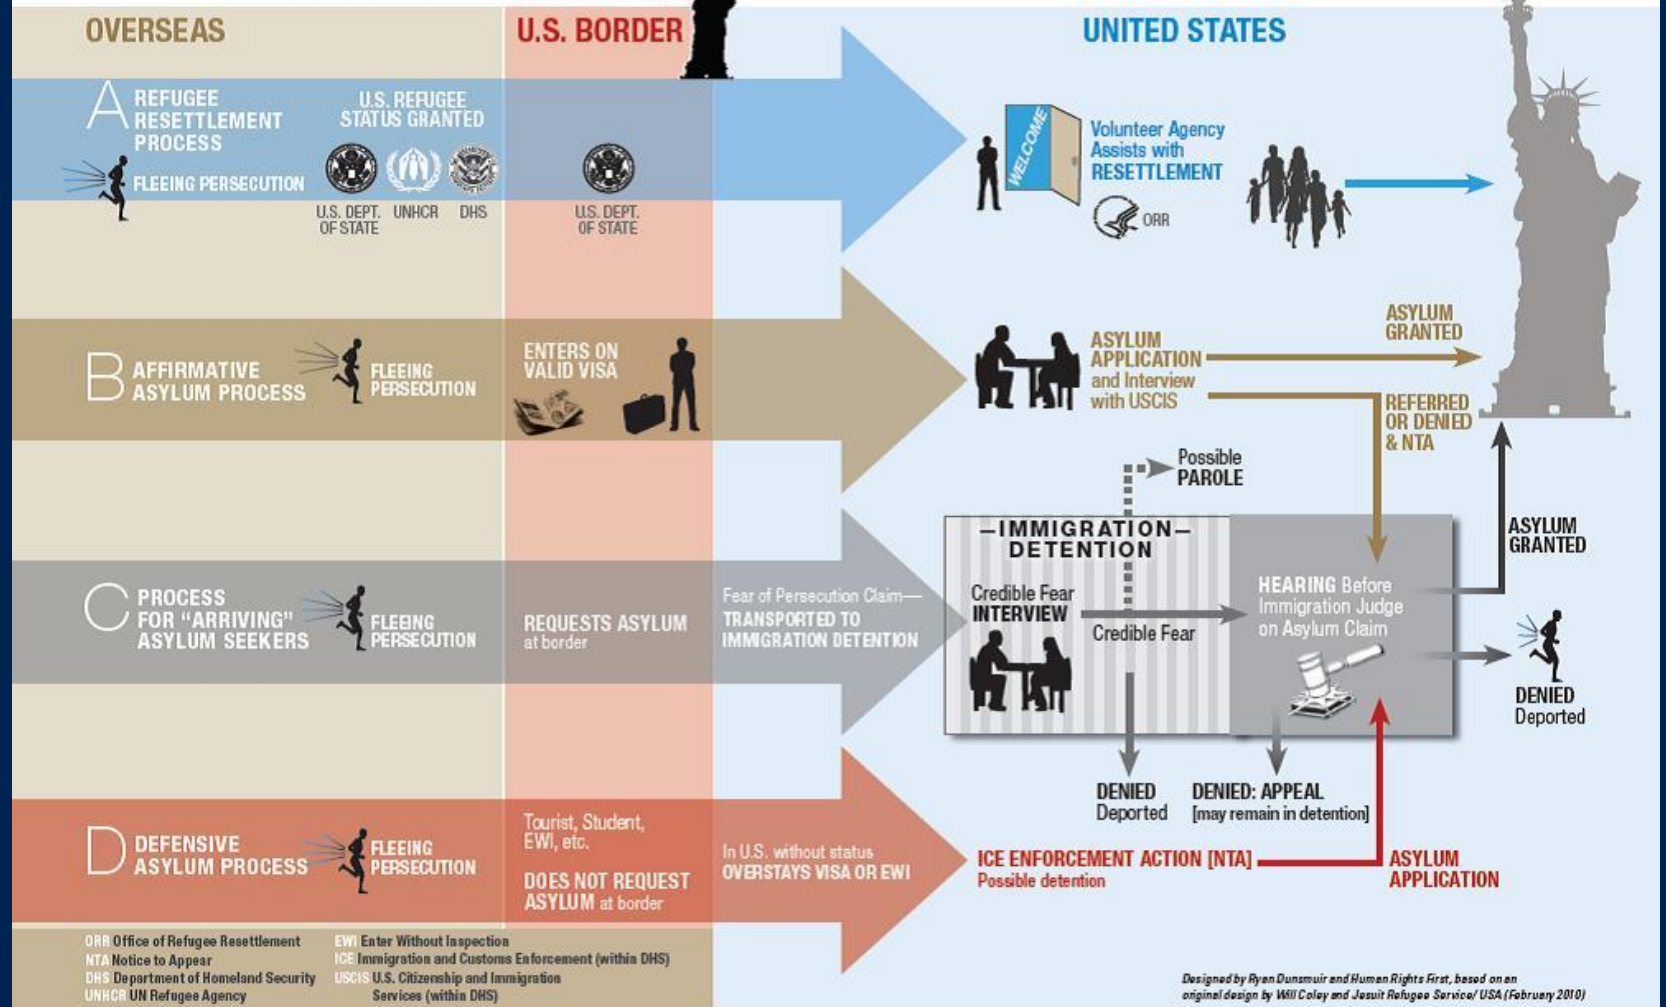 OVERSEAS
U.S. BORDER
UNITED STATES
A REFUGEE
RESETTLEMENT
PROCESS
FLEEING PERSECUTION
U.S. REFUGEE
STATUS GRANTED
U.S. DEPT.
OF STATE
UNHCR
DHS
U.S. DEPT.
OF STATE
WELCOME
Volunteer Agency
Assists with
RESETTLEMENT
ORR
B AFFIRMATIVE
ASYLUM PROCESS
FLEEING
PERSECUTION
ENTERS ON
VALID VISA
ASYLUM
APPLICATION
and Interview
with USCIS
ASYLUM
GRANTED
REFERRED
OR DENIED
& NTA
C PROCESS
FOR “ARRIVING”
ASYLUM SEEKERS
FLEEING
PERSECUTION
REQUESTS ASYLUM
at border
Fear of Persecution Claim—
TRANSPORTED TO
IMMIGRATION DETENTION
Possible
PAROLE
–IMMIGRATION–
DETENTION
Credible Fear
INTERVIEW
Credible Fear
HEARING Before
Immigration Judge
on Asylum Claim
ASYLUM
GRANTED
DENIED
Deported
DENIED
Deported
DENIED: APPEAL
[may remain in detention]
D DEFENSIVE
ASYLUM PROCESS
FLEEING
PERSECUTION
Tourist, Student,
EWI, etc.
DOES NOT REQUEST
ASYLUM at border
In U.S. without status
OVERSTAYS VISA OR EWI
ICE ENFORCEMENT ACTION [NTA]
Possible detention
ASYLUM
APPLICATION
ORR Office of Refugee Resettlement
NTA Notice to Appear
DHS Department of Homeland Security
UNHCR UN Refugee Agency
EWI Enter Without Inspection
ICE Immigration and Customs Enforcement (within DHS)
USCIS U.S. Citizenship and Immigration
Services (within DHS)
Designed by Ryan Dunsmuir and Human Rights First, based on an
original design by Will Coley and Jesuit Refugee Service/ USA (February 2010)